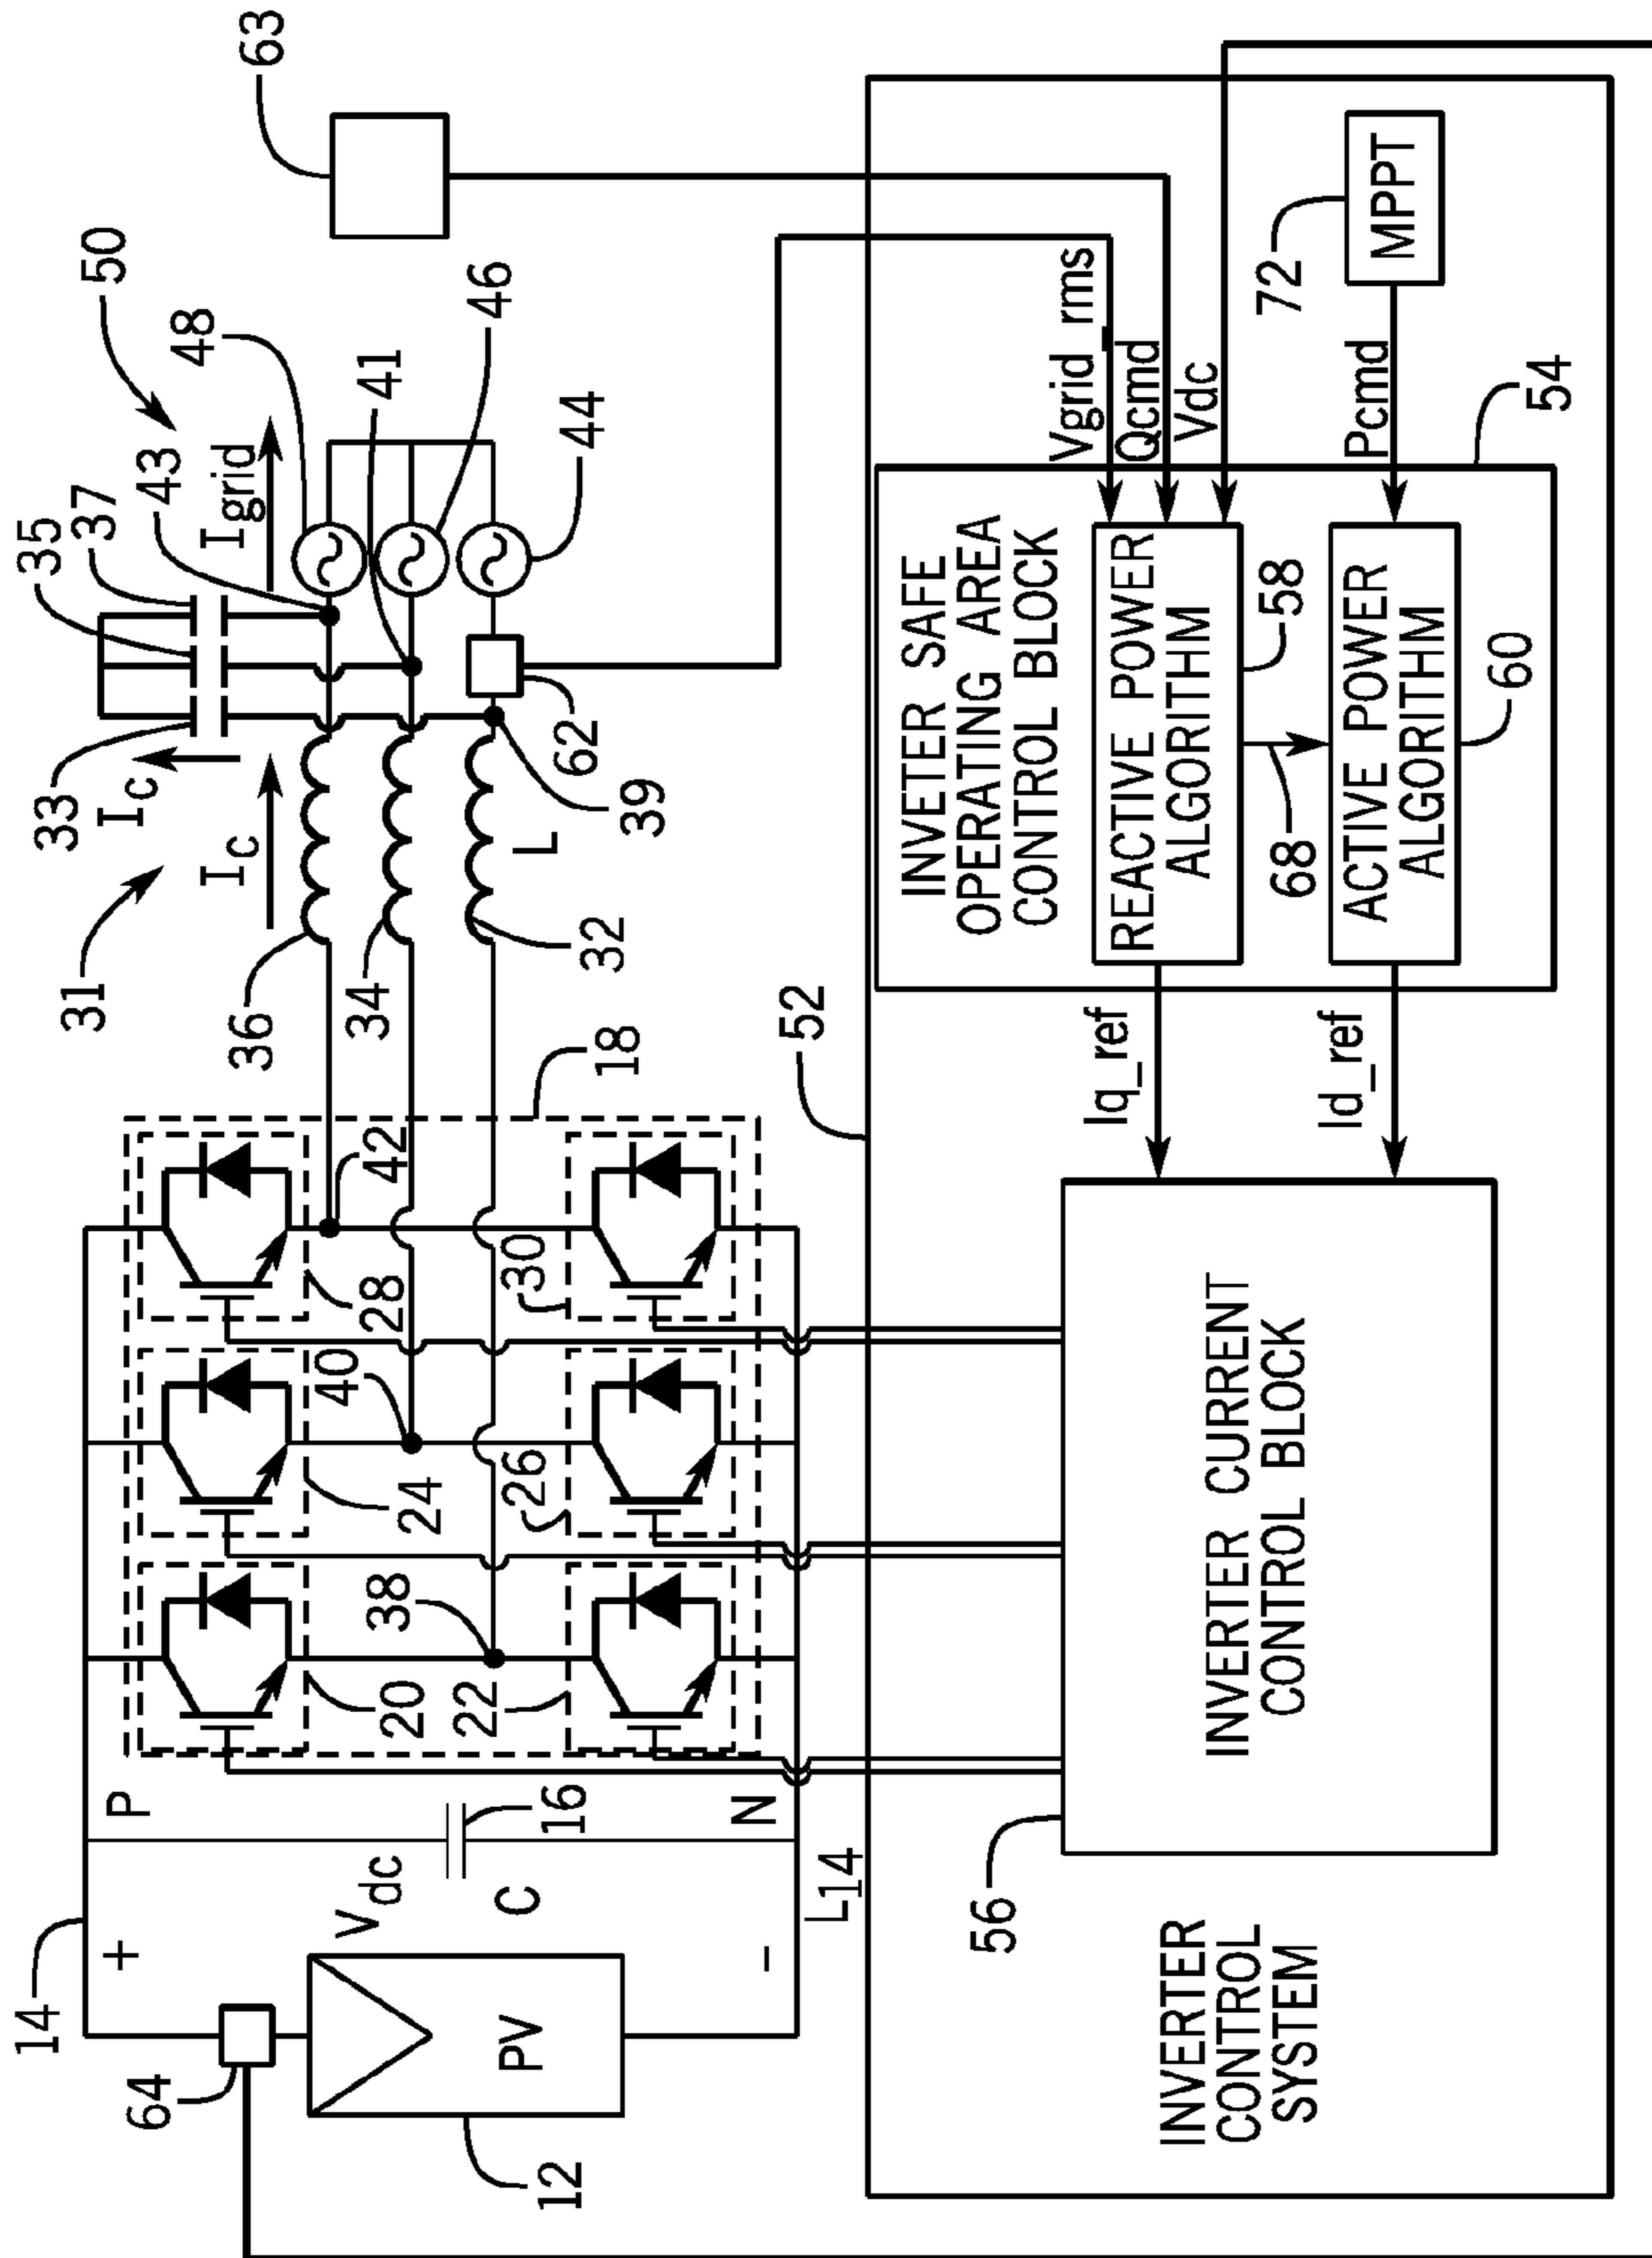 14
+
P
64
V
dc
12
PV
C
16
-
N
L14
20
22
38
24
26
40
28
30
42
18
31
36
34
32
L
Ic
Ic
33
35
37
43
39
62
Igrid
50
48
41
46
44
63
52
INVERTER
CONTROL
SYSTEM
56
INVERTER CURRENT
CONTROL BLOCK
Iq_ref
Id_ref
INVETER SAFE
OPERATING AREA
CONTROL BLOCK
REACTIVE POWER
ALGORITHM
58
68
ACTIVE POWER
ALGORITHM
60
54
Vgrid_rms
Qcmd
Vdc
Pcmd
72
MPPT